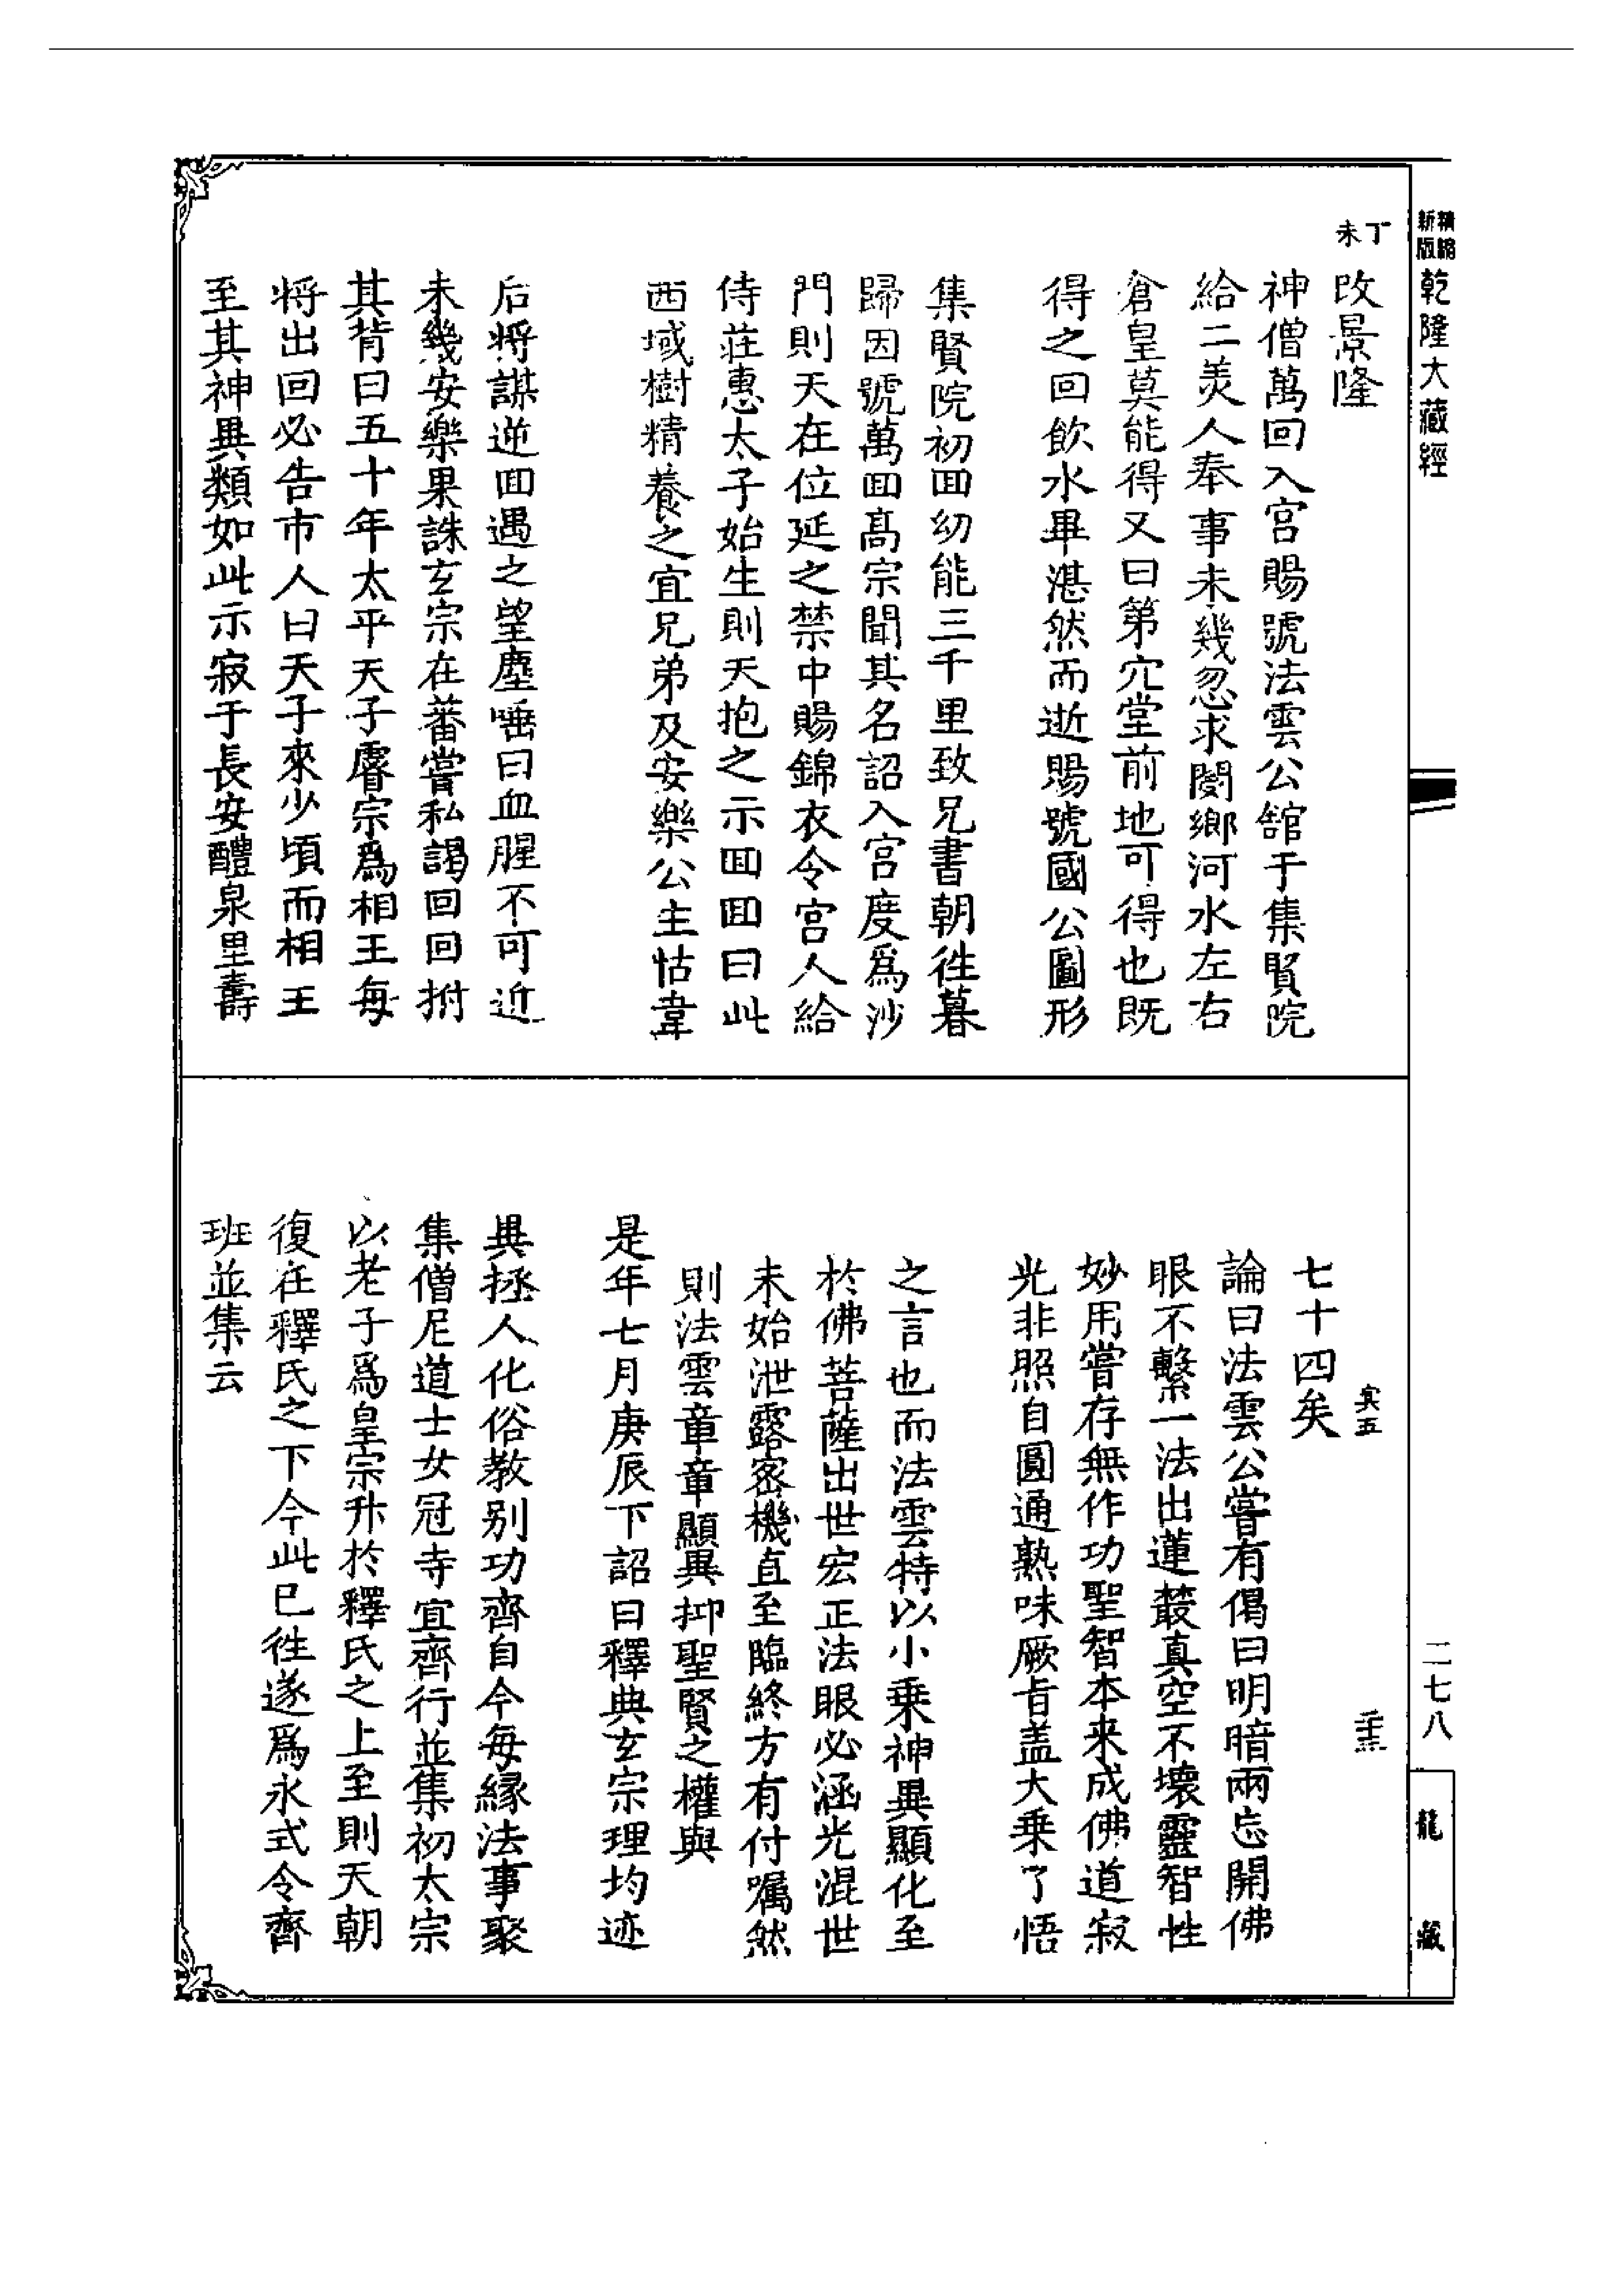 精縮
新版
乾隆大藏經
丁未
改景隆
神僧萬回入宮賜號法雲公舘于集賢院
給二美人奉事未幾忽求閿鄉河水左右
倉皇莫能得又曰第穴堂前地可得也既
得之回飲水畢湛然而逝賜號國公圖形
集賢院初回幼能三千里致兄書朝徃暮
歸因號萬回高宗聞其名詔入宮度爲沙
門則天在位延之禁中賜錦衣令宮人給
侍莊惠太子始生則天抱之示回回曰此
西域樹精養之宜兄弟及安樂公主怙韋
后將謀逆回遇之望塵唾曰血腥不可近
未幾安樂果誅玄宗在蕃嘗私謁回回拊
其背曰五十年太平天子睿宗爲相王每
將出回必告市人曰天子來少頃而相王
至其神異類如此示寂于長安醴泉里壽
七十四矣
論曰法雲公嘗有偈曰明暗兩忘開佛
眼不繫一法出蓮叢真空不壞靈智性
妙用嘗存無作功聖智本来成佛道寂
光非照自圓通熟味厥旨盖大乗了悟
之言也而法雲特以小乗神異顯化至
於佛菩薩出世宏正法眼必涵光混世
未始泄露密機直至臨終方有付囑然
則法雲章章顯異抑聖賢之權與
是年七月庚辰下詔曰釋典玄宗理均迹
異拯人化俗教别功齊自今每縁法事聚
集僧尼道士女冠寺宜齊行並集初太宗
以老子爲皇宗升於釋氏之上至則天朝
復在釋氏之下今此巳徃遂爲永式令齊
班並集云
二七八
龍藏